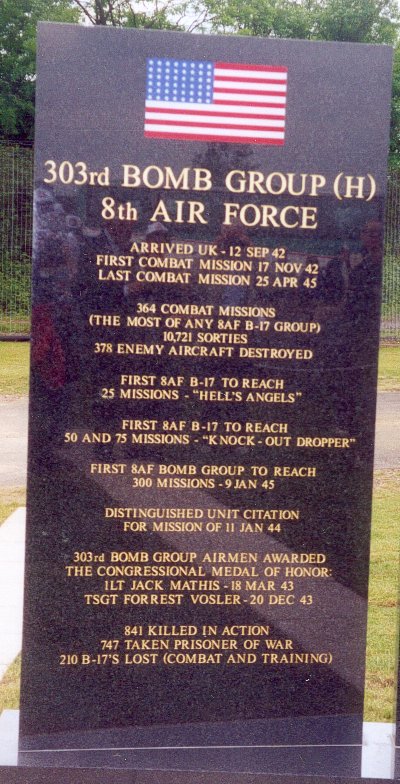 303rd BOMB GROUP (H)
8th AIR FORCE
ARRIVED UK - 12 SEP 42
FIRST COMBAT MISSION 17 NOV 42
LAST COMBAT MISSION 25 APR 45
364 COMBAT MISSIONS
(THE MOST OF ANY 8AF B-17 GROUP)
10,721 SORTIES
378 ENEMY AIRCRAFT DESTROYED
FIRST 8AF B-17 TO REACH
25 MISSIONS - "HELL'S ANGELS"
FIRST 8AF B-17 TO REACH
50 AND 75 MISSIONS - "KNOCK - OUT DROPPER"
FIRST 8AF BOMB GROUP TO REACH
300 MISSIONS - 9 JAN 45
DISTINGUISHED UNIT CITATION
FOR MISSION OF 11 JAN 44
303rd BOMB GROUP AIRMEN AWARDED
THE CONGRESSIONAL MEDAL OF HONOR:
1LT JACK MATHIS - 18 MAR 43
TSGT FORREST VOSLER - 20 DEC 43
841 KILLED IN ACTION
747 TAKEN PRISONER OF WAR
210 B-17'S LOST (COMBAT AND TRAINING)